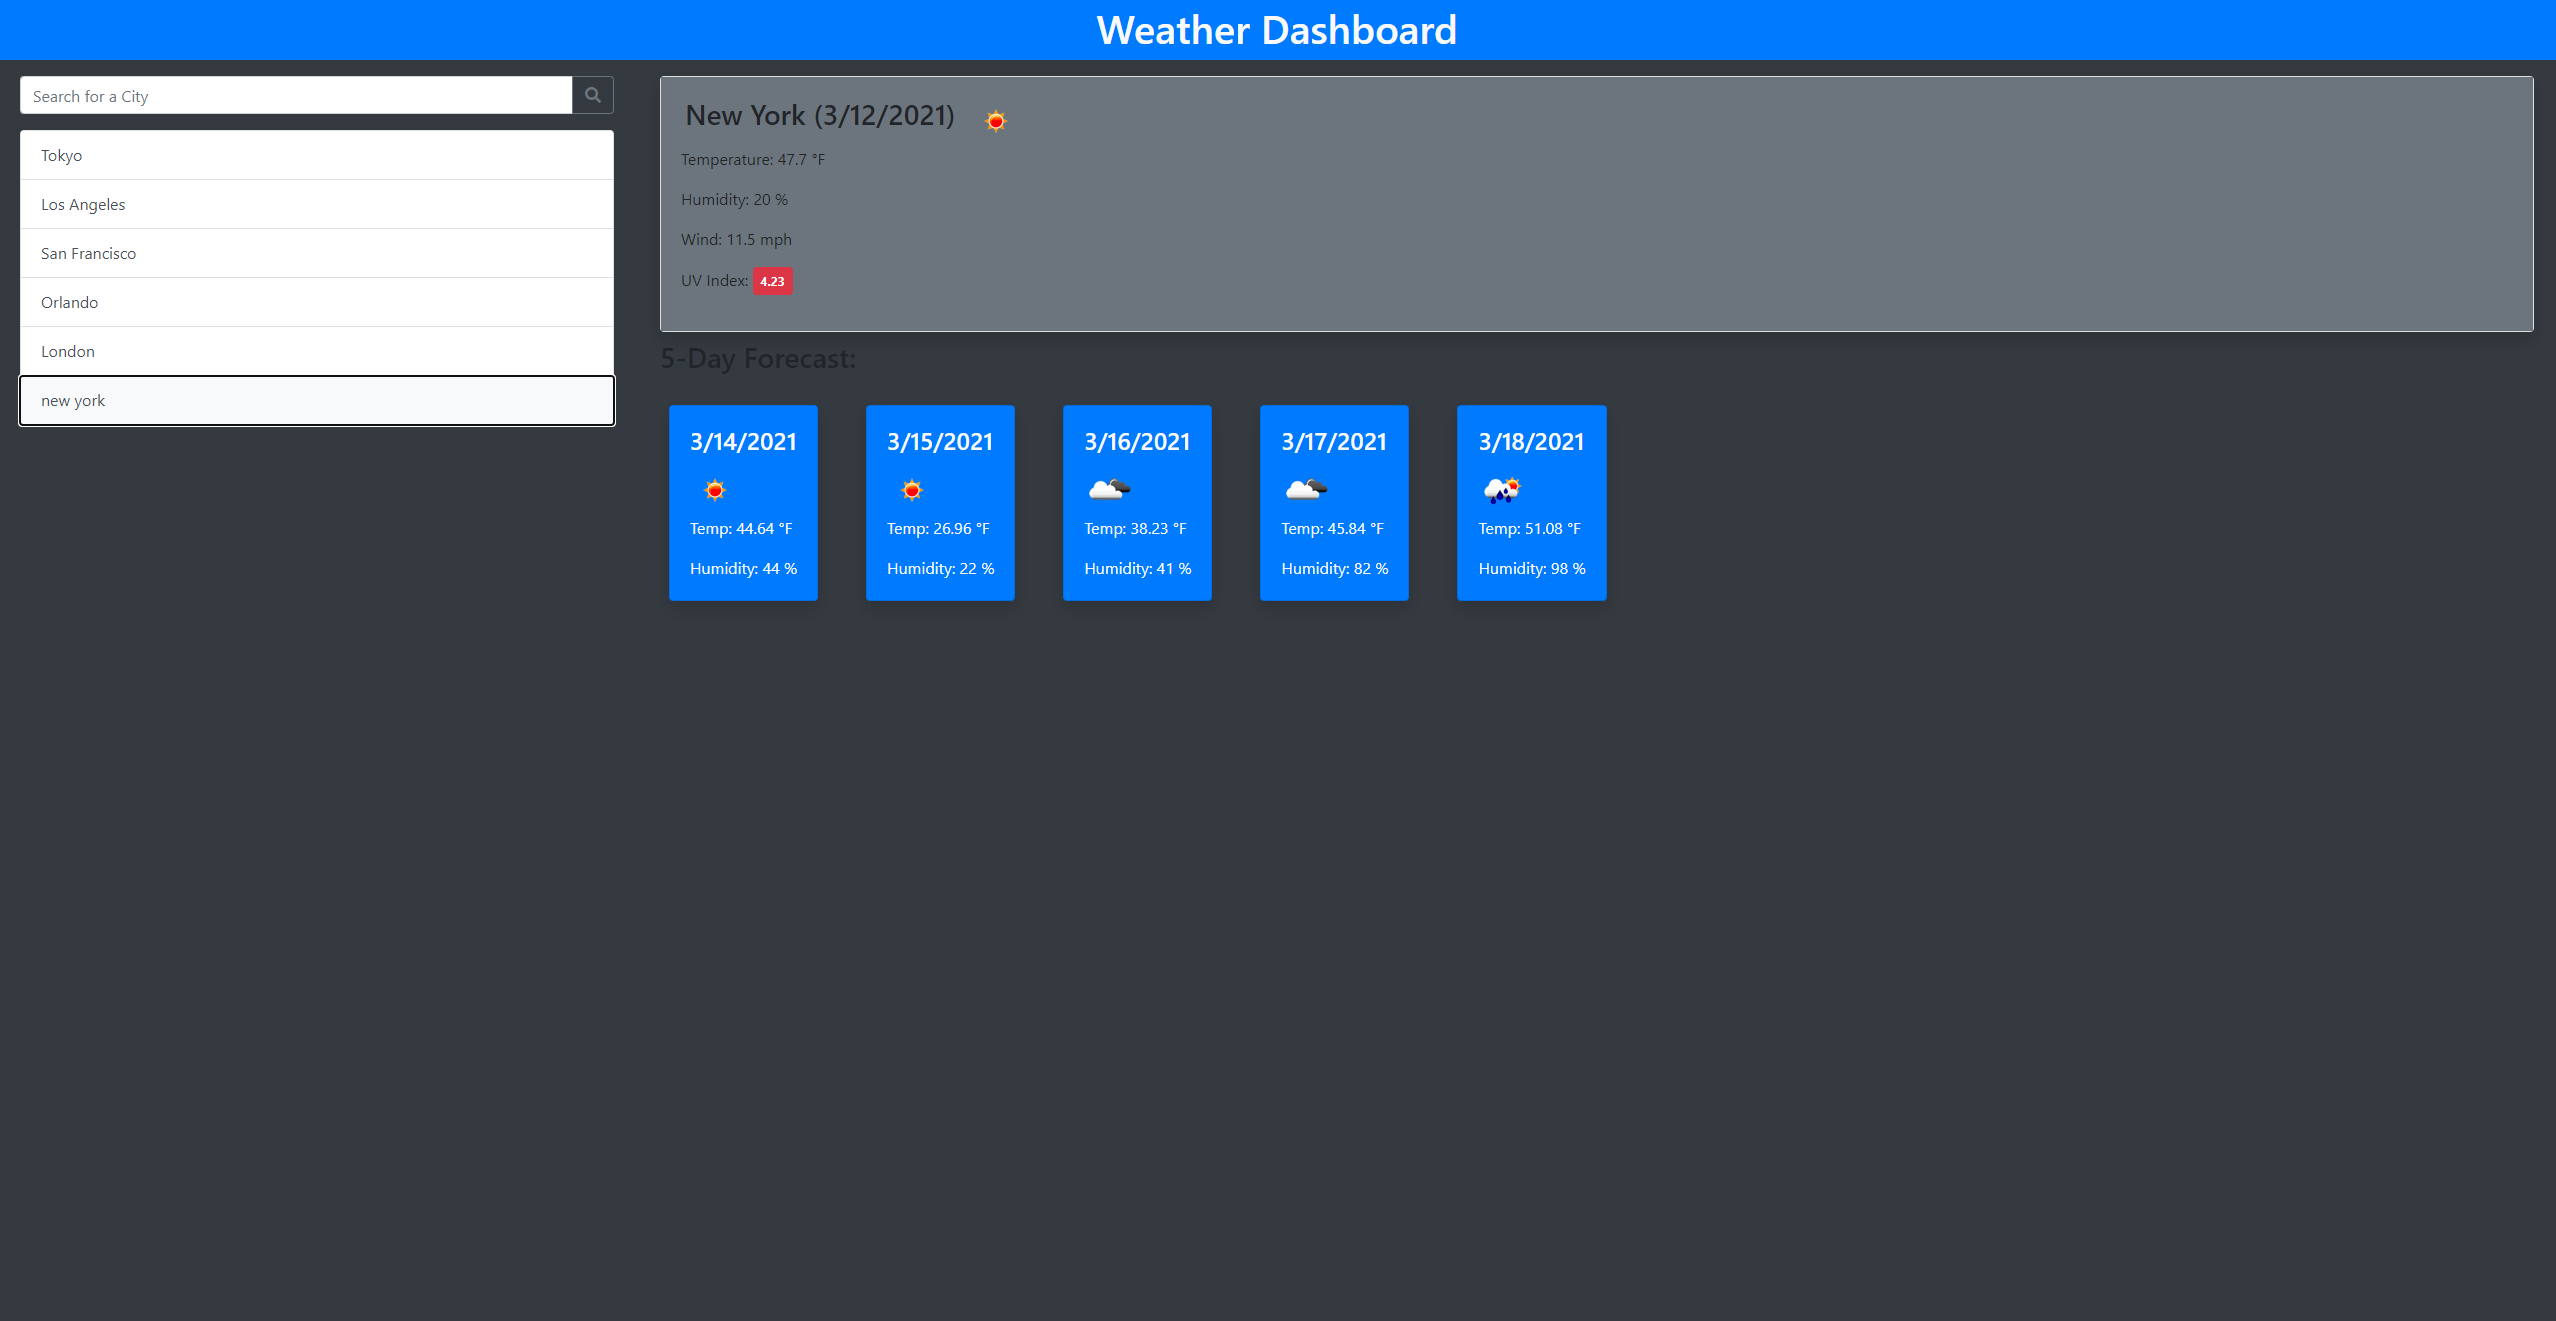 Weather Dashboard
Search for a City
Tokyo
Los Angeles
San Francisco
Orlando
London
new york
New York (3/12/2021)
Temperature: 47.7 °F
Humidity: 20 %
Wind: 11.5 mph
UV Index: 4.23
5-Day Forecast:
3/14/2021
Temp: 44.64 °F
Humidity: 44 %
3/15/2021
Temp: 26.96 °F
Humidity: 22 %
3/16/2021
Temp: 38.23 °F
Humidity: 41 %
3/17/2021
Temp: 45.84 °F
Humidity: 82 %
3/18/2021
Temp: 51.08 °F
Humidity: 98 %